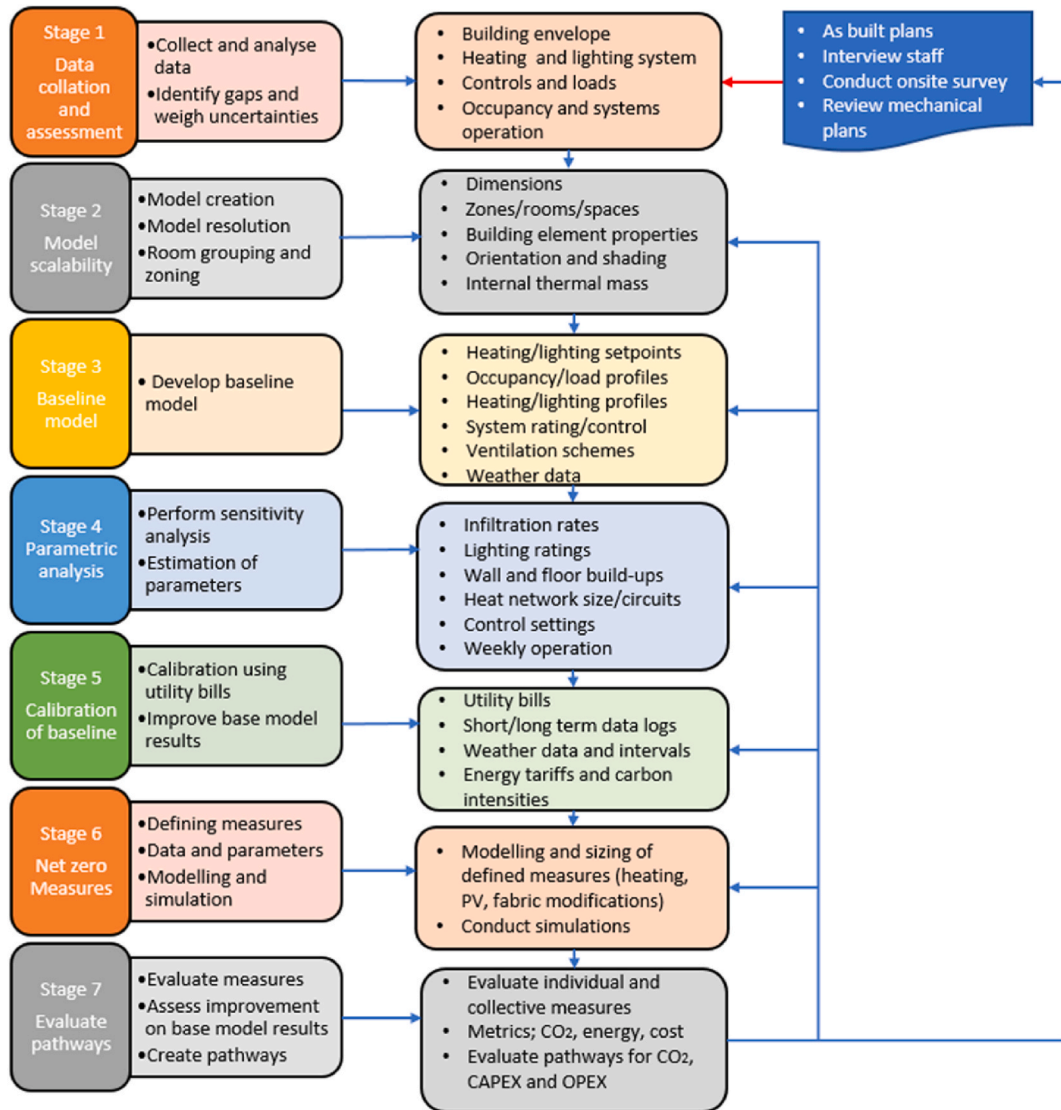 Stage 1
Data
collation
and
assessment
•Collect and analyse
data
•Identify gaps and
weigh uncertainties
• Building envelope
• Heating and lighting system
• Controls and loads
• Occupancy and systems
operation
• As built plans
• Interview staff
• Conduct onsite survey
• Review mechanical
plans
Stage 2
Model
scalability
•Model creation
•Model resolution
•Room grouping and
zoning
• Dimensions
• Zones/rooms/spaces
• Building element properties
• Orientation and shading
• Internal thermal mass
Stage 3
Baseline
model
• Develop baseline
model
• Heating/lighting setpoints
• Occupancy/load profiles
• Heating/lighting profiles
• System rating/control
• Ventilation schemes
• Weather data
Stage 4
Parametric
analysis
•Perform sensitivity
analysis
•Estimation of
parameters
• Infiltration rates
• Lighting ratings
• Wall and floor build-ups
• Heat network size/circuits
• Control settings
• Weekly operation
Stage 5
Calibration
of baseline
•Calibration using
utility bills
•Improve base model
results
• Utility bills
• Short/long term data logs
• Weather data and intervals
• Energy tariffs and carbon
intensities
Stage 6
Net zero
Measures
•Defining measures
•Data and parameters
•Modelling and
simulation
• Modelling and sizing of
defined measures (heating,
PV, fabric modifications)
• Conduct simulations
Stage 7
Evaluate
pathways
•Evaluate measures
•Assess improvement
on base model results
•Create pathways
• Evaluate individual and
collective measures
• Metrics; CO₂, energy, cost
• Evaluate pathways for CO₂,
CAPEX and OPEX